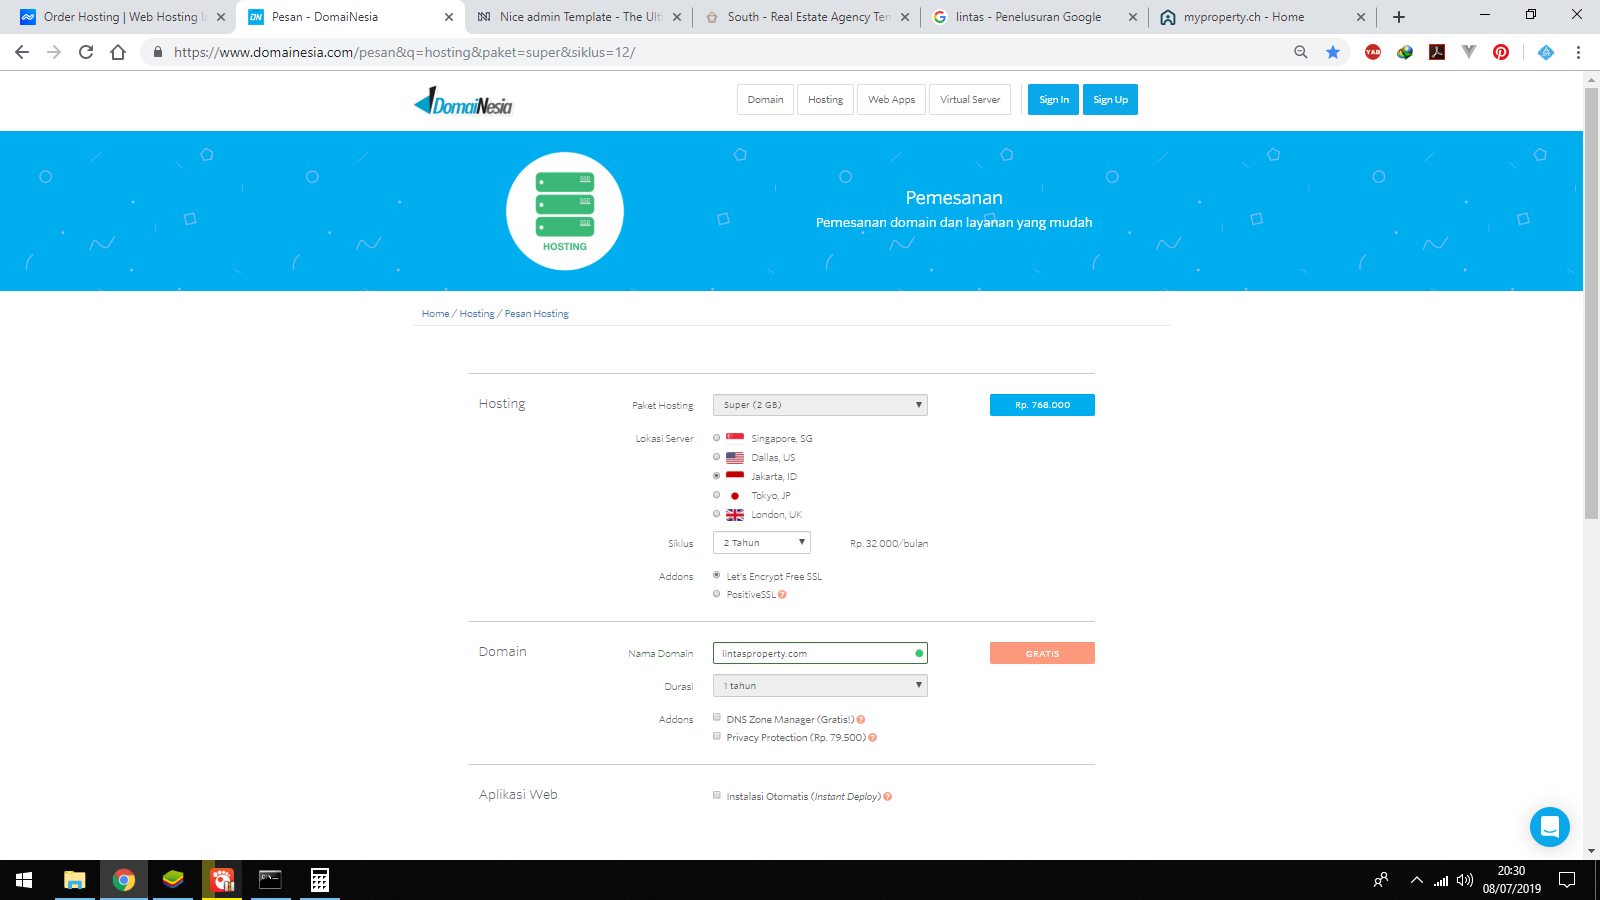 Order Hosting | Web Hosting I
Pesan - DomaiNesia
Nice admin Template - The Ult
South - Real Estate Agency Ten
lintas - Penelusuran Google
myproperty.ch - Home
https://www.domainesia.com/pesan&q=hosting&paket=super&siklus=12/
YAB
DomaiNesia
Domain
Hosting
Web Apps
Virtual Server
Sign In
Sign Up
SSD
SSD
SSD
HOSTING
Pemesanan
Pemesanan domain dan layanan yang mudah
Home / Hosting / Pesan Hosting
Hosting
Paket Hosting
Super (2 GB)
Rp. 768.000
Lokasi Server
Singapore, SG
Dallas, US
Jakarta, ID
Tokyo, JP
London, UK
Siklus
2 Tahun
Rp. 32.000/bulan
Addons
Let's Encrypt Free SSL
PositiveSSL
Domain
Nama Domain
lintasproperty.com
GRATIS
Durasi
1 tahun
Addons
DNS Zone Manager (Gratis!)
Privacy Protection (Rp. 79.500)
Aplikasi Web
Instalasi Otomatis (Instant Deploy)
20:30
08/07/2019